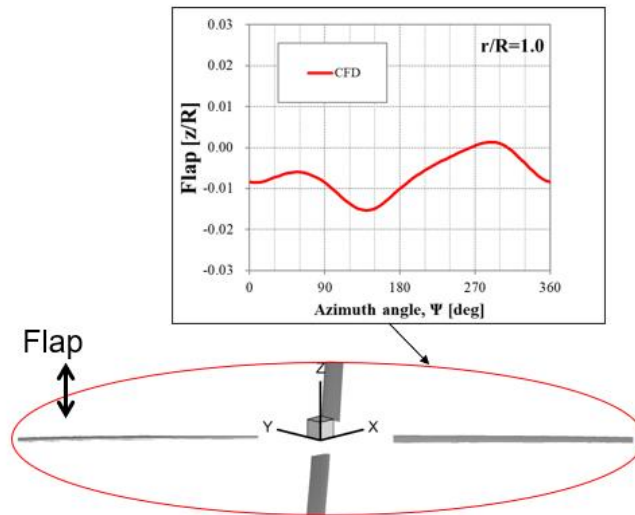 r/R=1.0
CFD
Flap [z/R]
0.03
0.02
0.01
0.00
-0.01
-0.02
-0.03
0 90 180 270 360
Azimuth angle, Ψ [deg]
Flap
Z
Y X